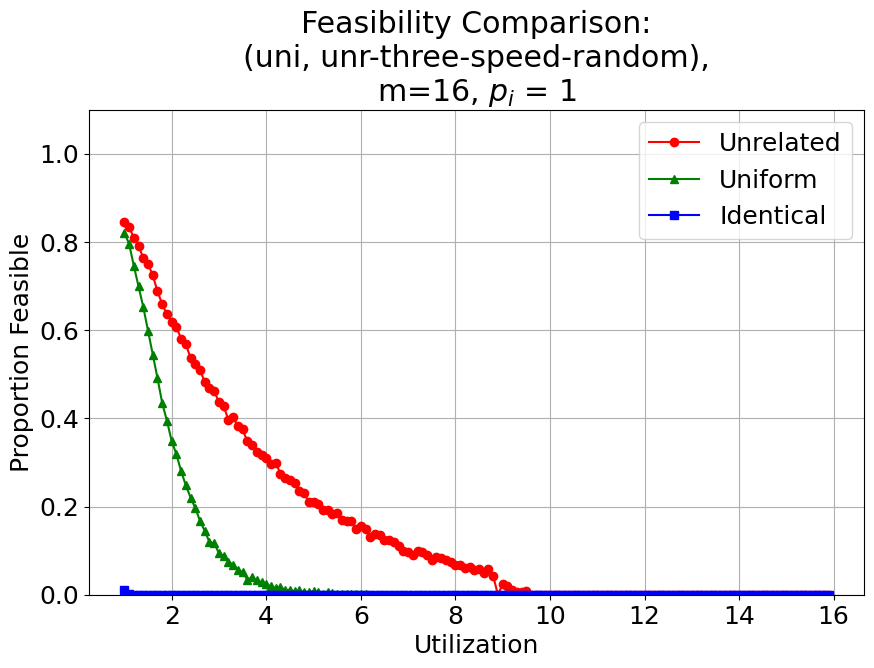 Feasibility Comparison:
(uni, unr-three-speed-random),
m=16, $p_i$ = 1
Unrelated
Uniform
Identical
Proportion Feasible
1.0
0.8
0.6
0.4
0.2
0.0
2 4 6 8 10 12 14 16
Utilization